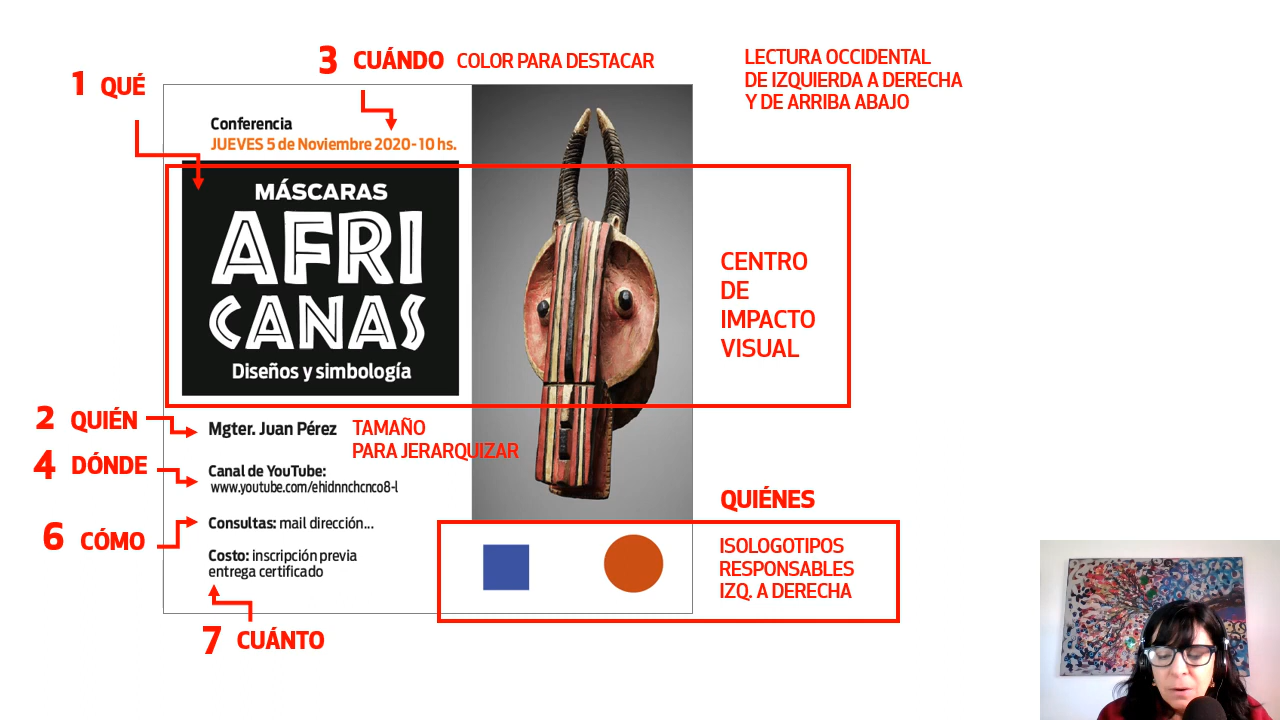 3 CUÁNDO COLOR PARA DESTACAR
LECTURA OCCIDENTAL
DE IZQUIERDA A DERECHA
Y DE ARRIBA ABAJO
1 QUÉ
Conferencia
JUEVES 5 de Noviembre 2020-10 hs.
MÁSCARAS
AFRI
CANAS
Diseños y simbología
CENTRO
DE
IMPACTO
VISUAL
2 QUIÉN
Mgter. Juan Pérez
TAMAÑO
PARA JERARQUIZAR
4 DÓNDE
Canal de YouTube:
www.youtube.com/ehidnnchcnco8-l
6 CÓMO
Consultas: mail dirección...
Costo: inscripción previa
entrega certificado
7 CUÁNTO
QUIÉNES
ISOLOGOTIPOS
RESPONSABLES
IZQ. A DERECHA